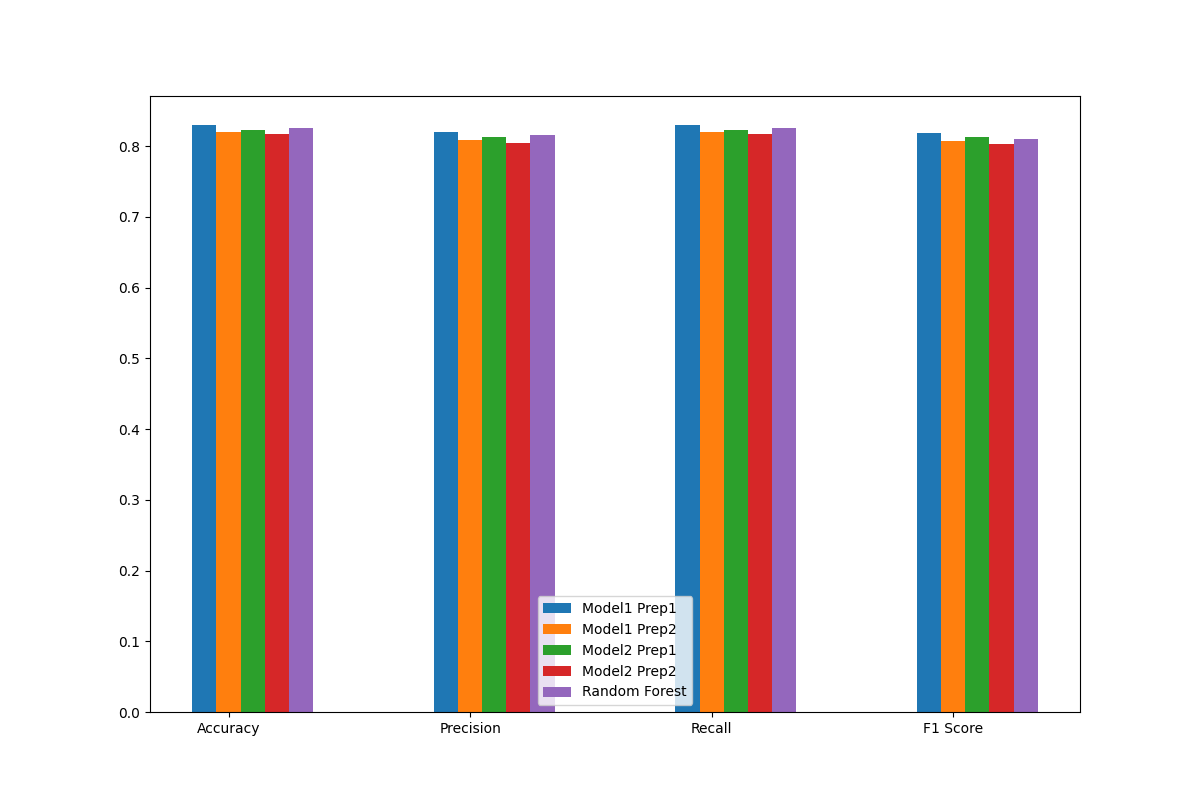 0.8
0.7
0.6
0.5
0.4
0.3
0.2
0.1
0.0
Model1 Prep1
Model1 Prep2
Model2 Prep1
Model2 Prep2
Random Forest
Accuracy Precision Recall F1 Score